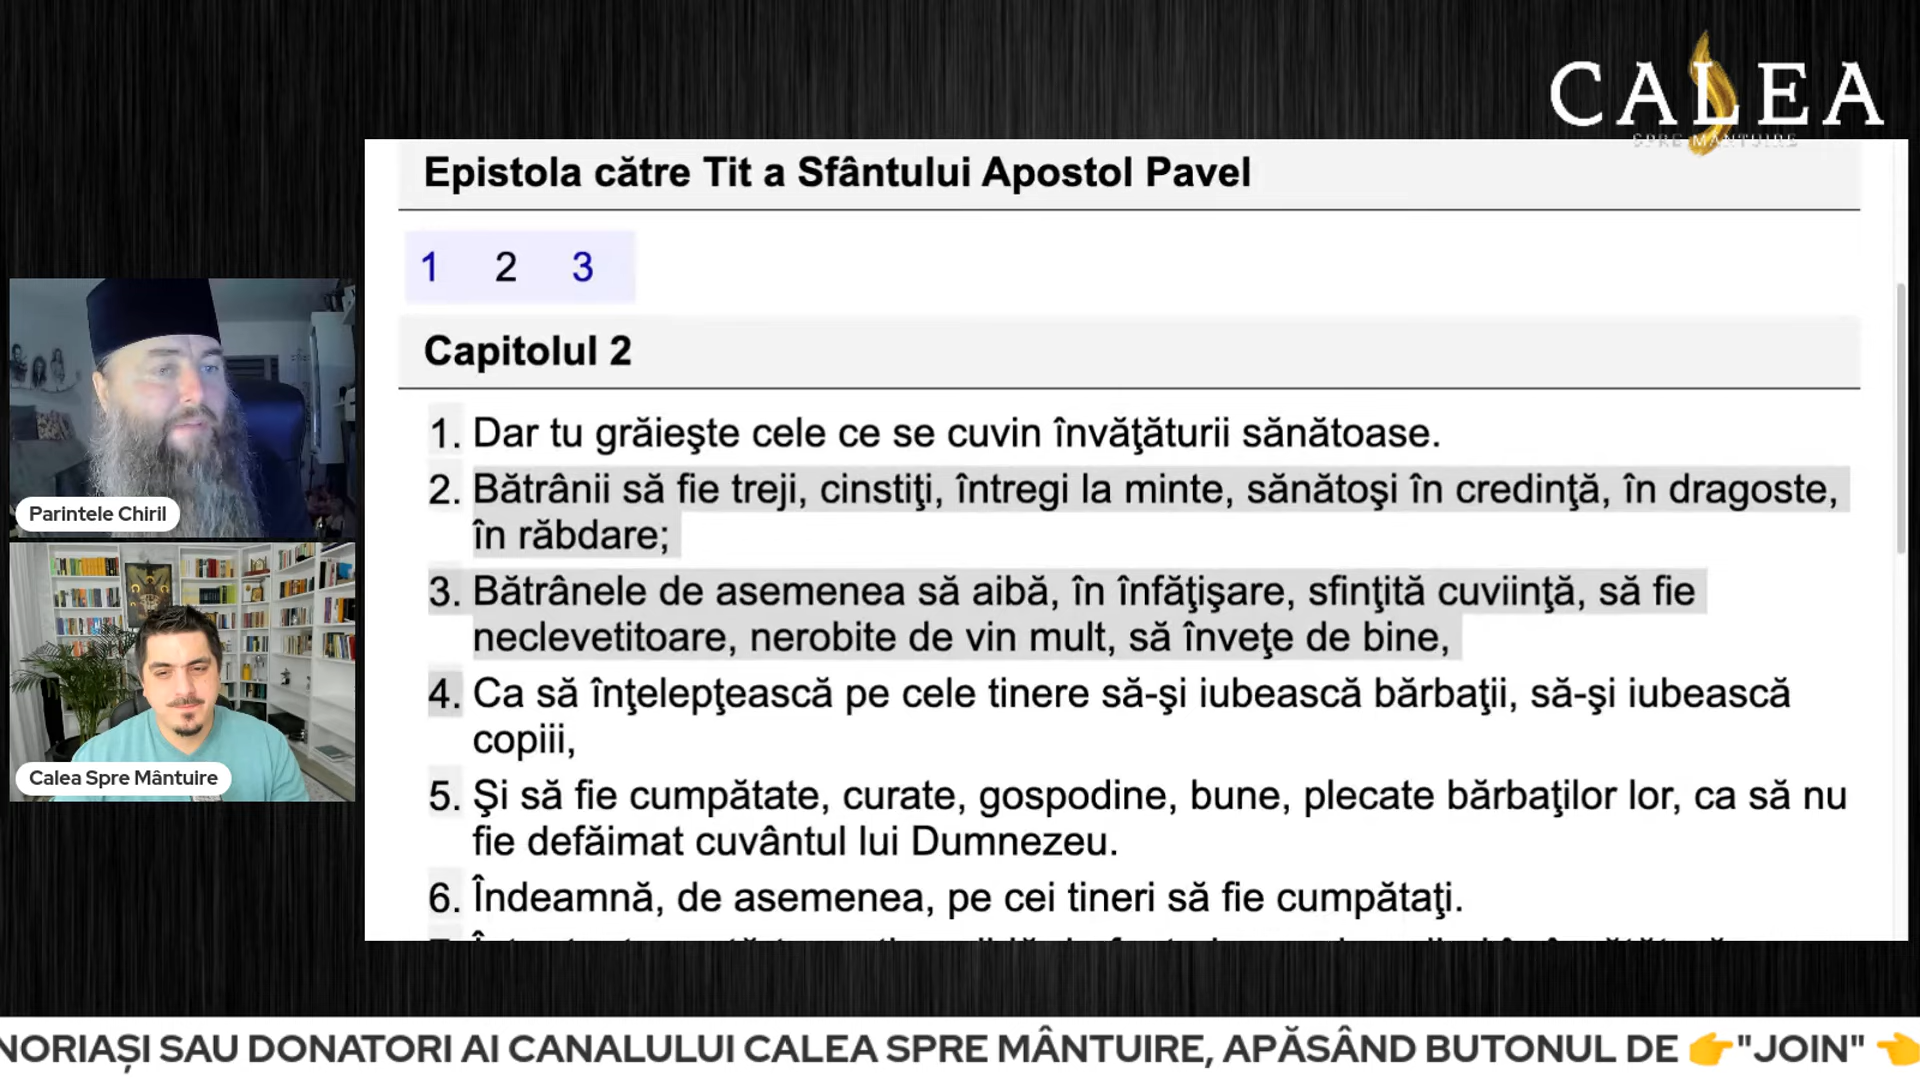 CALEA
SPRE MÂNTUIRE
Epistola către Tit a Sfântului Apostol Pavel
1 2 3
Capitolul 2
1. Dar tu grăieşte cele ce se cuvin învăţăturii sănătoase.
2. Bătrânii să fie treji, cinstiţi, întregi la minte, sănătoşi în credinţă, în dragoste,
în răbdare;
3. Bătrânele de asemenea să aibă, în înfăţişare, sfinţită cuviinţă, să fie
neclevetitoare, nerobite de vin mult, să înveţe de bine,
4. Ca să înţelepţească pe cele tinere să-şi iubească bărbaţii, să-şi iubească
copiii,
5. Şi să fie cumpătate, curate, gospodine, bune, plecate bărbaţilor lor, ca să nu
fie defăimat cuvântul lui Dumnezeu.
6. Îndeamnă, de asemenea, pe cei tineri să fie cumpătaţi.
Parintele Chiril
Calea Spre Mântuire
NORIAȘI SAU DONATORI AI CANALULUI CALEA SPRE MÂNTUIRE, APĂSÂND BUTONUL DE 👉"JOIN" 👈